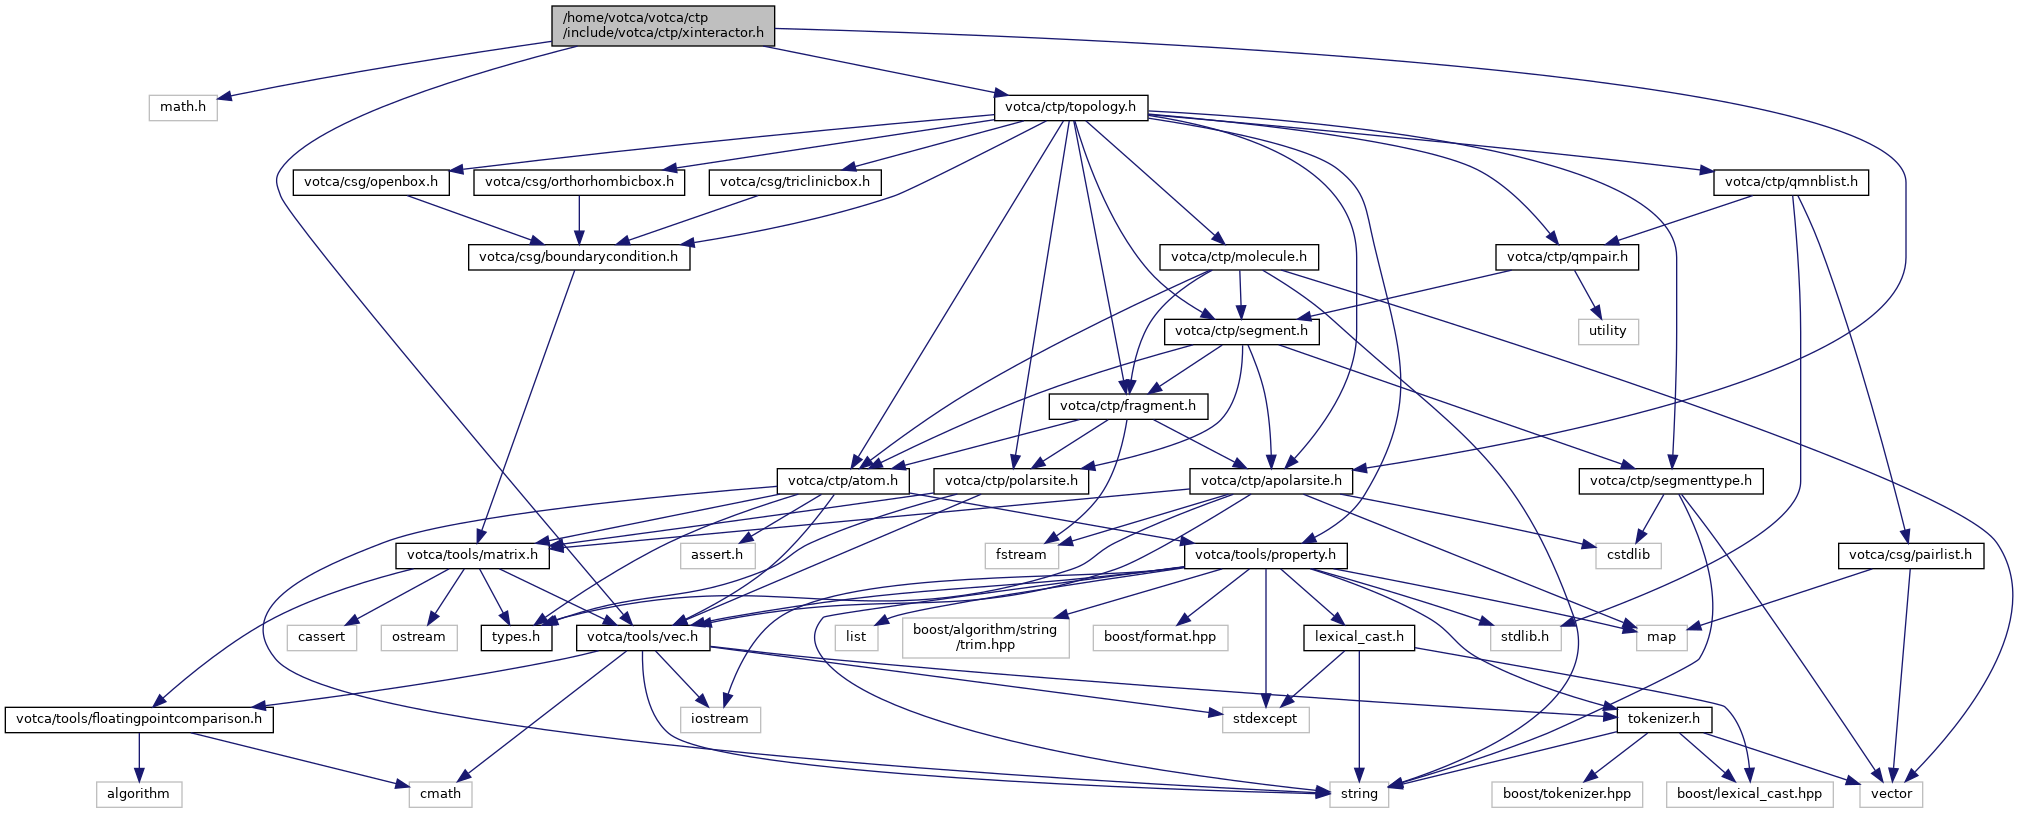 /home/votca/votca/ctp
/include/votca/ctp/xinteractor.h
math.h
votca/ctp/topology.h
votca/csg/openbox.h
votca/csg/orthorhombicbox.h
votca/csg/triclinicbox.h
votca/ctp/qmnblist.h
votca/csg/boundarycondition.h
votca/ctp/molecule.h
votca/ctp/qmpair.h
votca/ctp/segment.h
utility
votca/ctp/fragment.h
votca/ctp/atom.h
votca/ctp/polarsite.h
votca/ctp/apolarsite.h
votca/ctp/segmenttype.h
votca/tools/matrix.h
assert.h
fstream
votca/tools/property.h
cstdlib
votca/csg/pairlist.h
cassert
ostream
types.h
votca/tools/vec.h
list
boost/algorithm/string
/trim.hpp
boost/format.hpp
lexical_cast.h
stdlib.h
map
votca/tools/floatingpointcomparison.h
iostream
stdexcept
tokenizer.h
algorithm
cmath
string
boost/tokenizer.hpp
boost/lexical_cast.hpp
vector